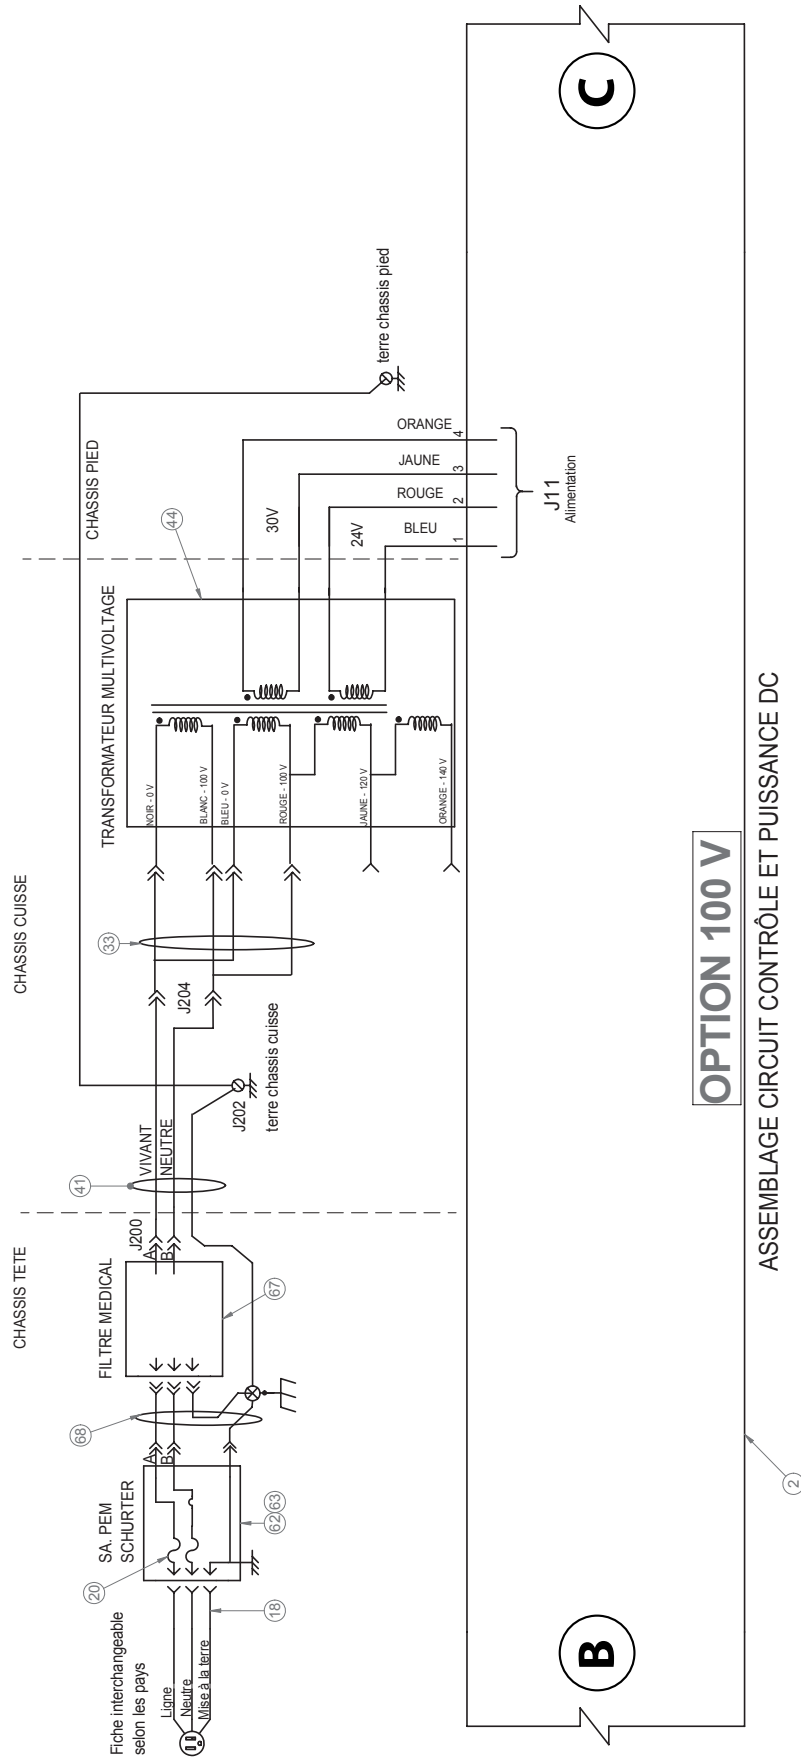 CHASSIS TETE
CHASSIS CUISSE
CHASSIS PIED
Fiche interchangeable
selon les pays
Ligne
Neutre
Mise à la terre
18
20
SA. PEM
SCHURTER
62
63
A
B
68
FILTRE MEDICAL
67
J200
A
B
41
VIVANT
NEUTRE
J202
terre chassis cuisse
J204
33
TRANSFORMATEUR MULTIVOLTAGE
44
NOIR - 0 V
BLANC - 100 V
BLEU - 0 V
ROUGE - 100 V
JAUNE - 120 V
ORANGE - 140 V
30V
24V
terre chassis pied
ORANGE
4
JAUNE
3
ROUGE
2
BLEU
1
J11
Alimentation
B
C
OPTION 100 V
2
ASSEMBLAGE CIRCUIT CONTRÔLE ET PUISSANCE DC